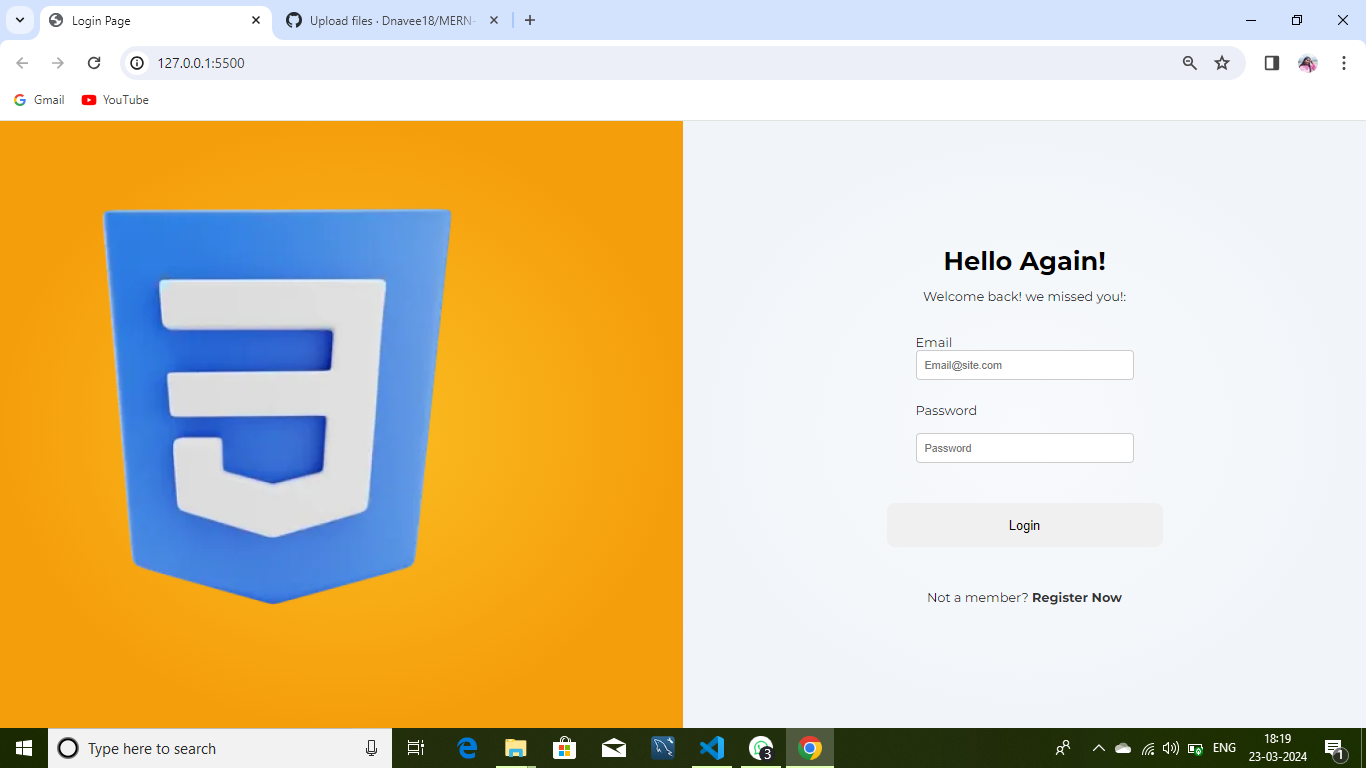 Login Page
Upload files · Dnavee18/MERN-
127.0.0.1:5500
Gmail
YouTube
Hello Again!
Welcome back! we missed you!:
Email
Email@site.com
Password
Password
Login
Not a member? Register Now
Type here to search
3
ENG
18:19
23-03-2024
1